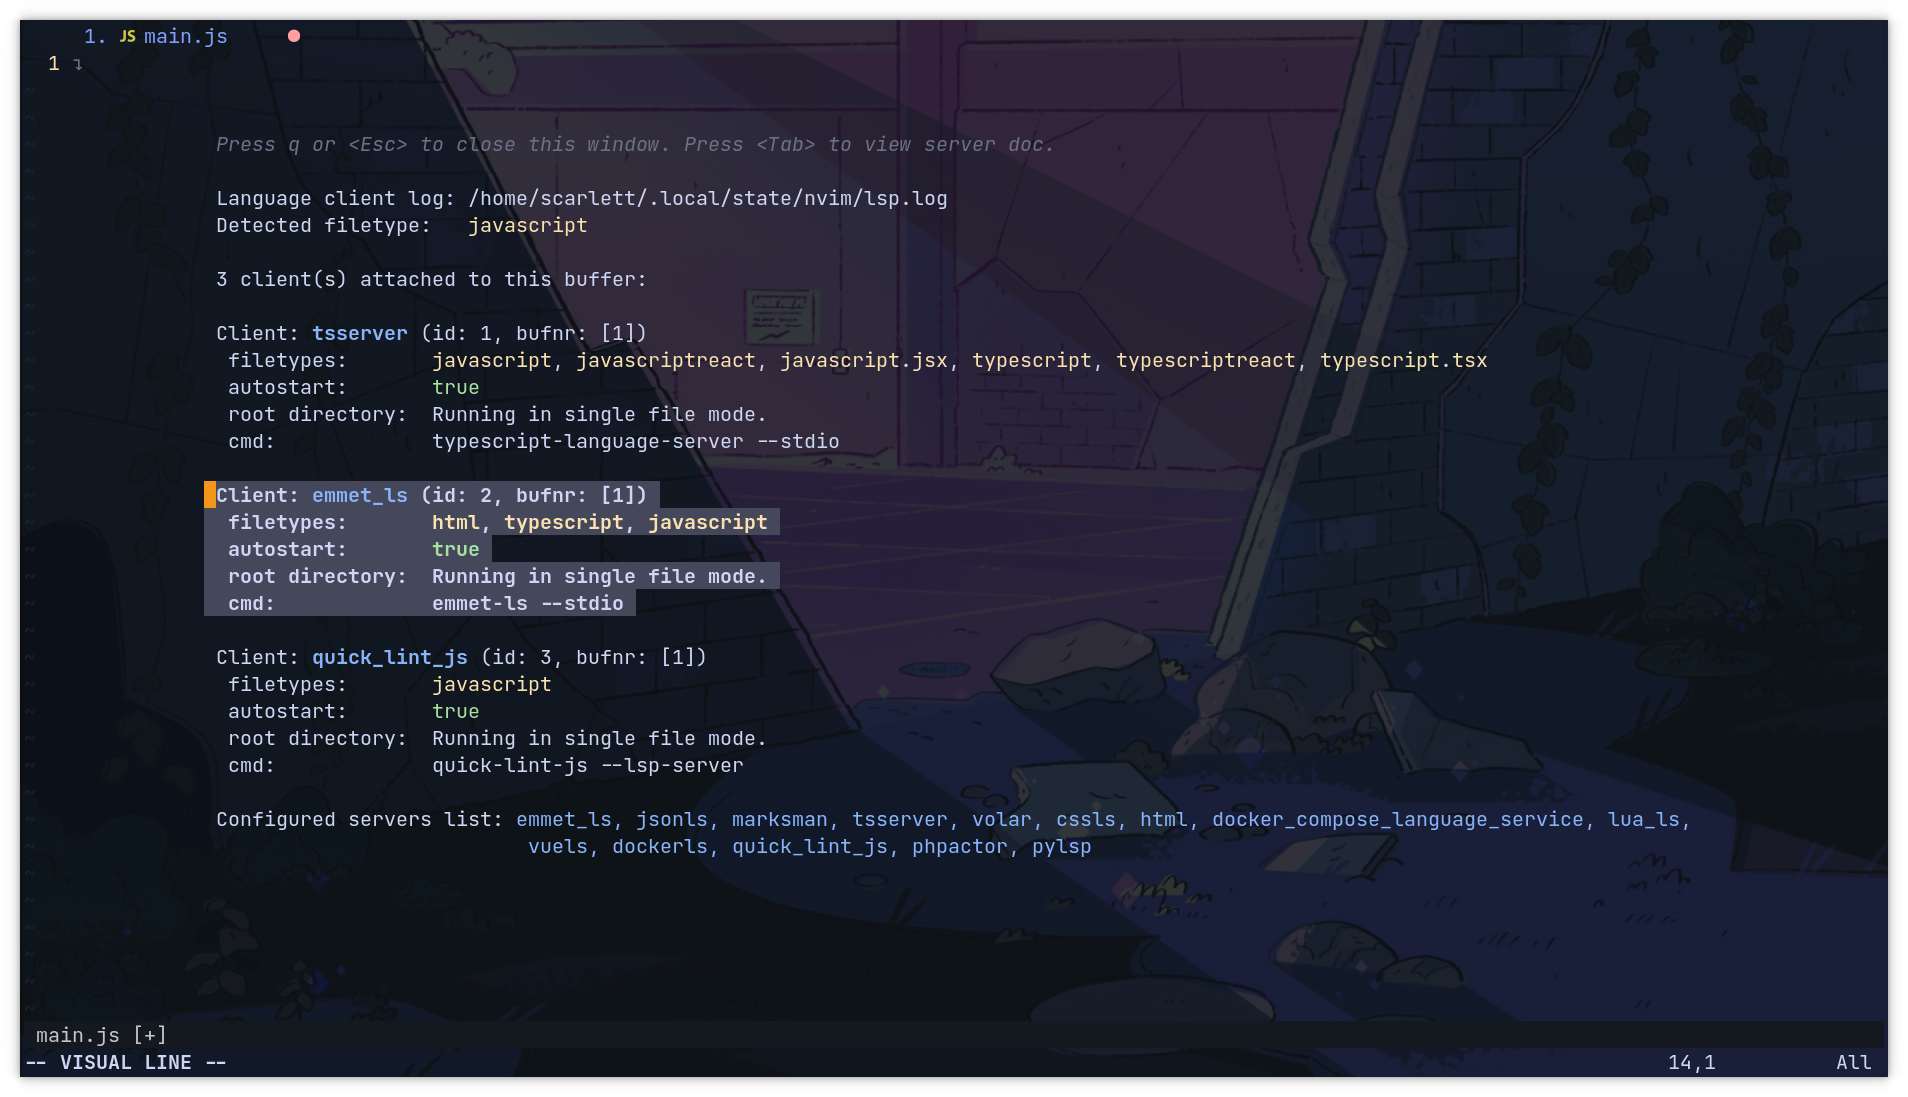 1. JS main.js ●
1 ↴
Press q or <Esc> to close this window. Press <Tab> to view server doc.
Language client log: /home/scarlett/.local/state/nvim/lsp.log
Detected filetype:   javascript
3 client(s) attached to this buffer:
Client: tsserver (id: 1, bufnr: [1])
filetypes:       javascript, javascriptreact, javascript.jsx, typescript, typescriptreact, typescript.tsx
autostart:       true
root directory:  Running in single file mode.
cmd:             typescript-language-server --stdio
Client: emmet_ls (id: 2, bufnr: [1])
filetypes:       html, typescript, javascript
autostart:       true
root directory:  Running in single file mode.
cmd:             emmet-ls --stdio
Client: quick_lint_js (id: 3, bufnr: [1])
filetypes:       javascript
autostart:       true
root directory:  Running in single file mode.
cmd:             quick-lint-js --lsp-server
Configured servers list: emmet_ls, jsonls, marksman, tsserver, volar, cssls, html, docker_compose_language_service, lua_ls,
vuels, dockerls, quick_lint_js, phpactor, pylsp
main.js [+]
-- VISUAL LINE --                    14,1          All